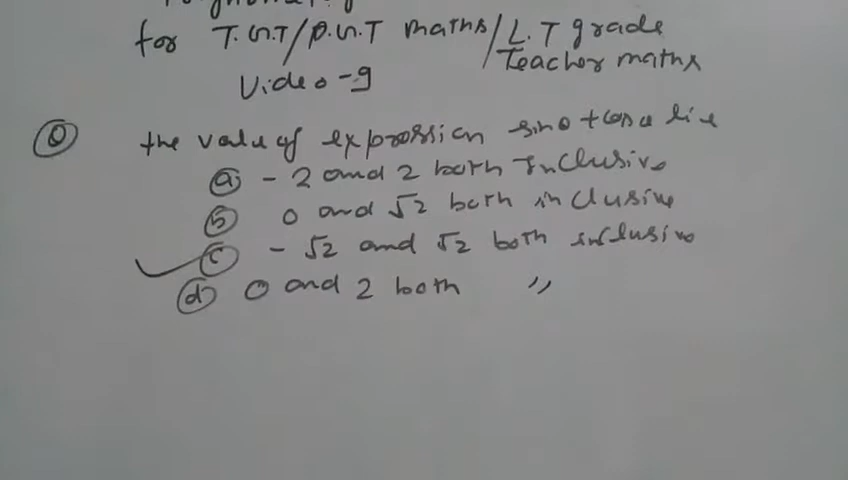 for T.G.T/P.G.T maths/L.T grade
Teacher maths
Video-9
Q the value of expression sinθ + cosθ lie
(a) - 2 and 2 both inclusive
(b) 0 and √2 both inclusive
(c) - √2 and √2 both inclusive
(d) 0 and 2 both "